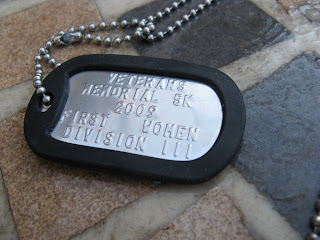 VETERANS
MEMORIAL 5K
2009
FIRST WOMEN
DIVISION III